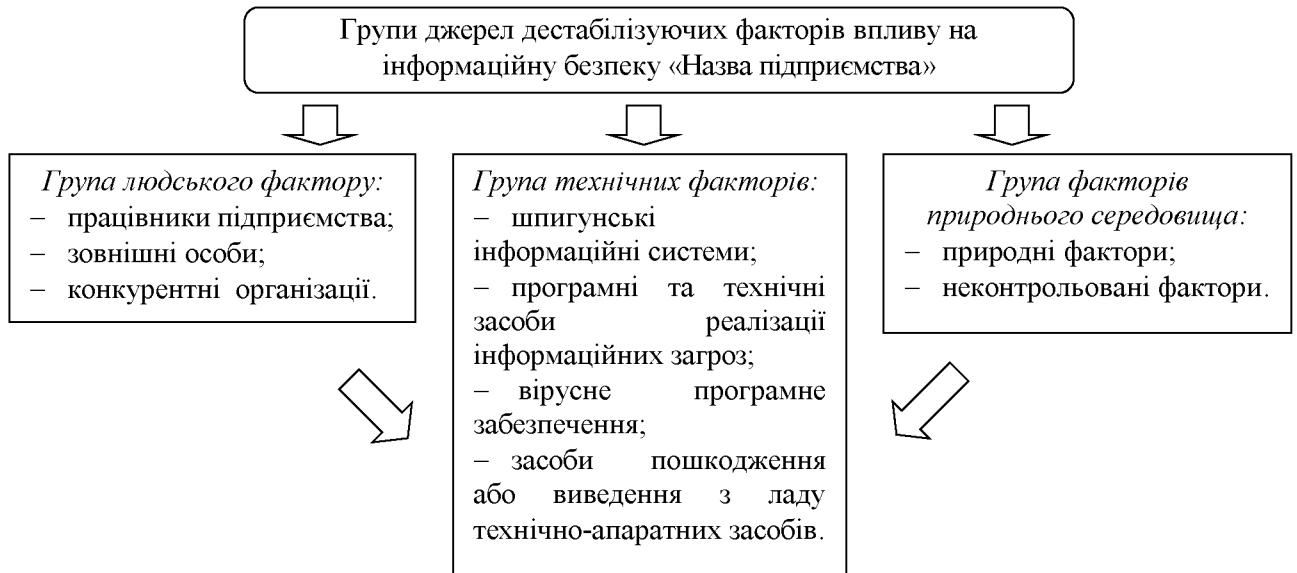 Групи джерел дестабілізуючих факторів впливу на
інформаційну безпеку «Назва підприємства»
Група людського фактору:
– працівники підприємства;
– зовнішні особи;
– конкурентні організації.
Група технічних факторів:
– шпигунські
інформаційні системи;
– програмні та технічні
засоби реалізації
інформаційних загроз;
– вірусне програмне
забезпечення;
– засоби пошкодження
або виведення з ладу
технічно-апаратних засобів.
Група факторів
природнього середовища:
– природні фактори;
– неконтрольовані фактори.